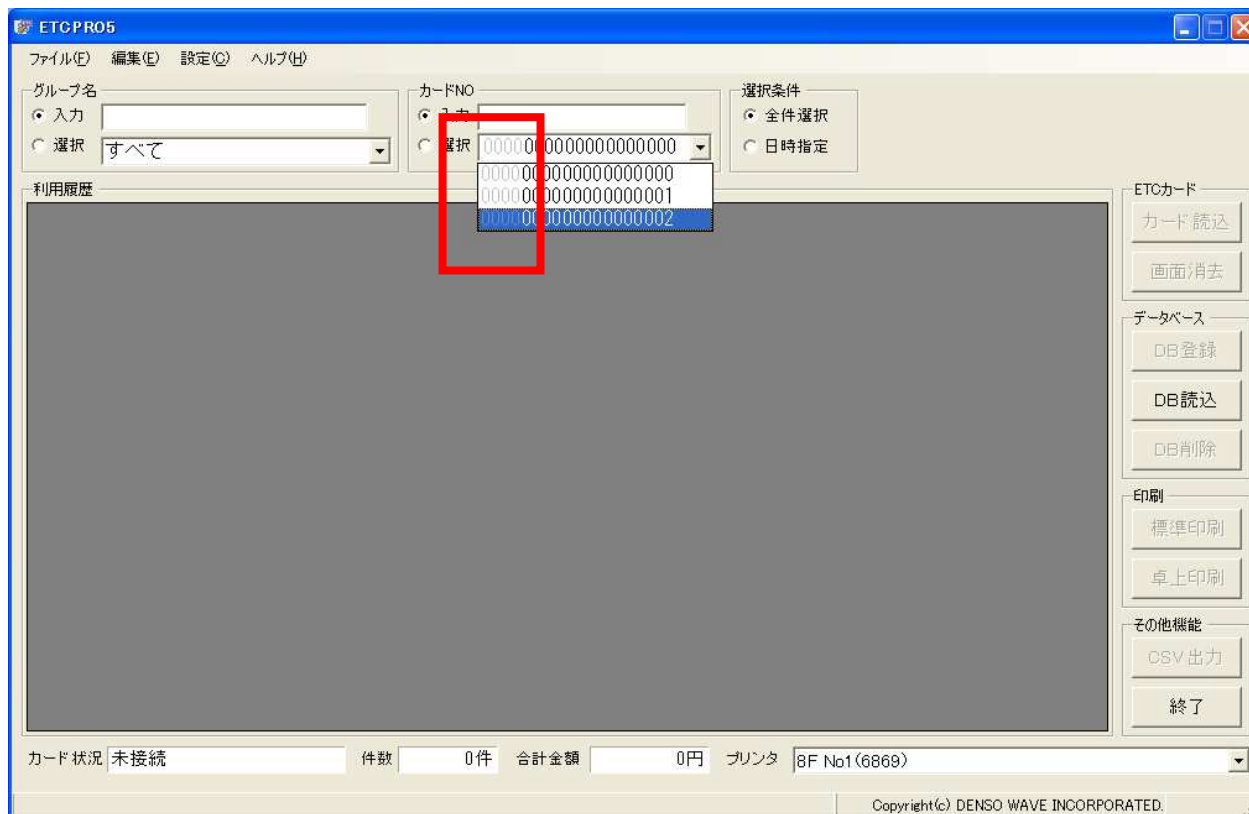 ETCPRO5
ファイル(F) 編集(E) 設定(C) ヘルプ(H)
グループ名
入力
選択 すべて
カードNO
入力
選択 0000000000000000000
0000000000000000000
0000000000000000001
0000000000000000002
選択条件
全件選択
日時指定
利用履歴
ETCカード
カード読込
画面消去
データベース
DB登録
DB読込
DB削除
印刷
標準印刷
卓上印刷
その他機能
CSV出力
終了
カード状況 未接続 件数 0件 合計金額 0円 プリンタ 8F No1(6869)
Copyright(c) DENSO WAVE INCORPORATED.